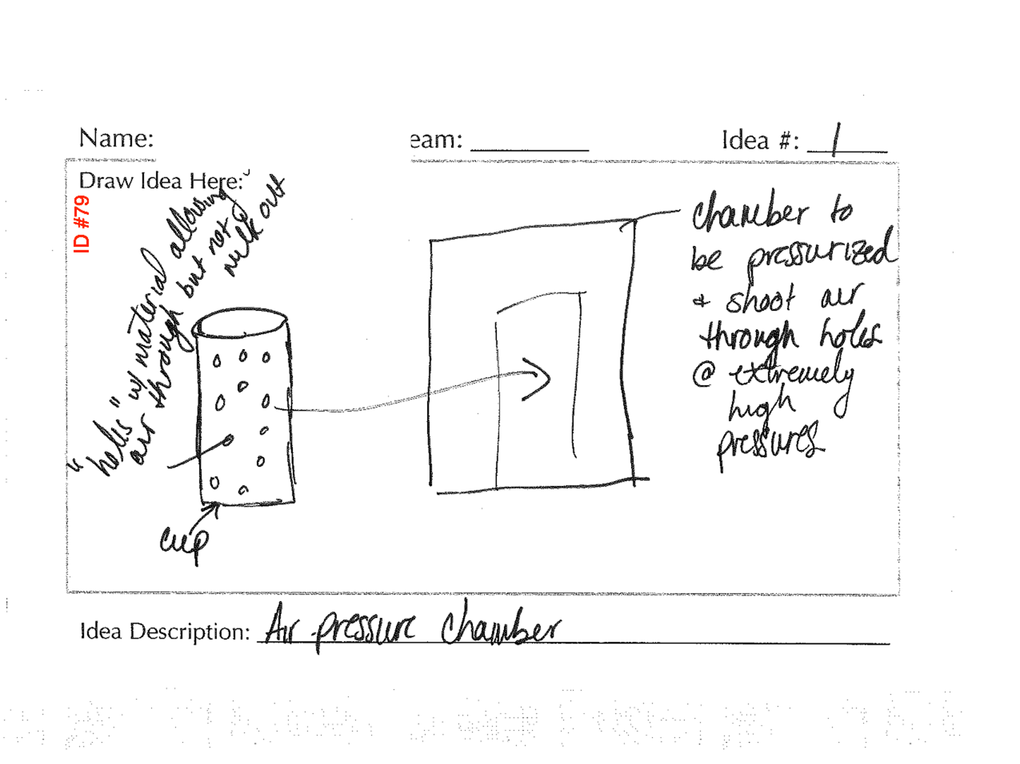 Name:
eam:
Idea #: 1
Draw Idea Here:
ID #79
"holes" w/ material allowing
air through but not
milk out
chamber to
be pressurized
+ shoot air
through holes
@ extremely
high
pressures
cup
Idea Description: Air pressure chamber